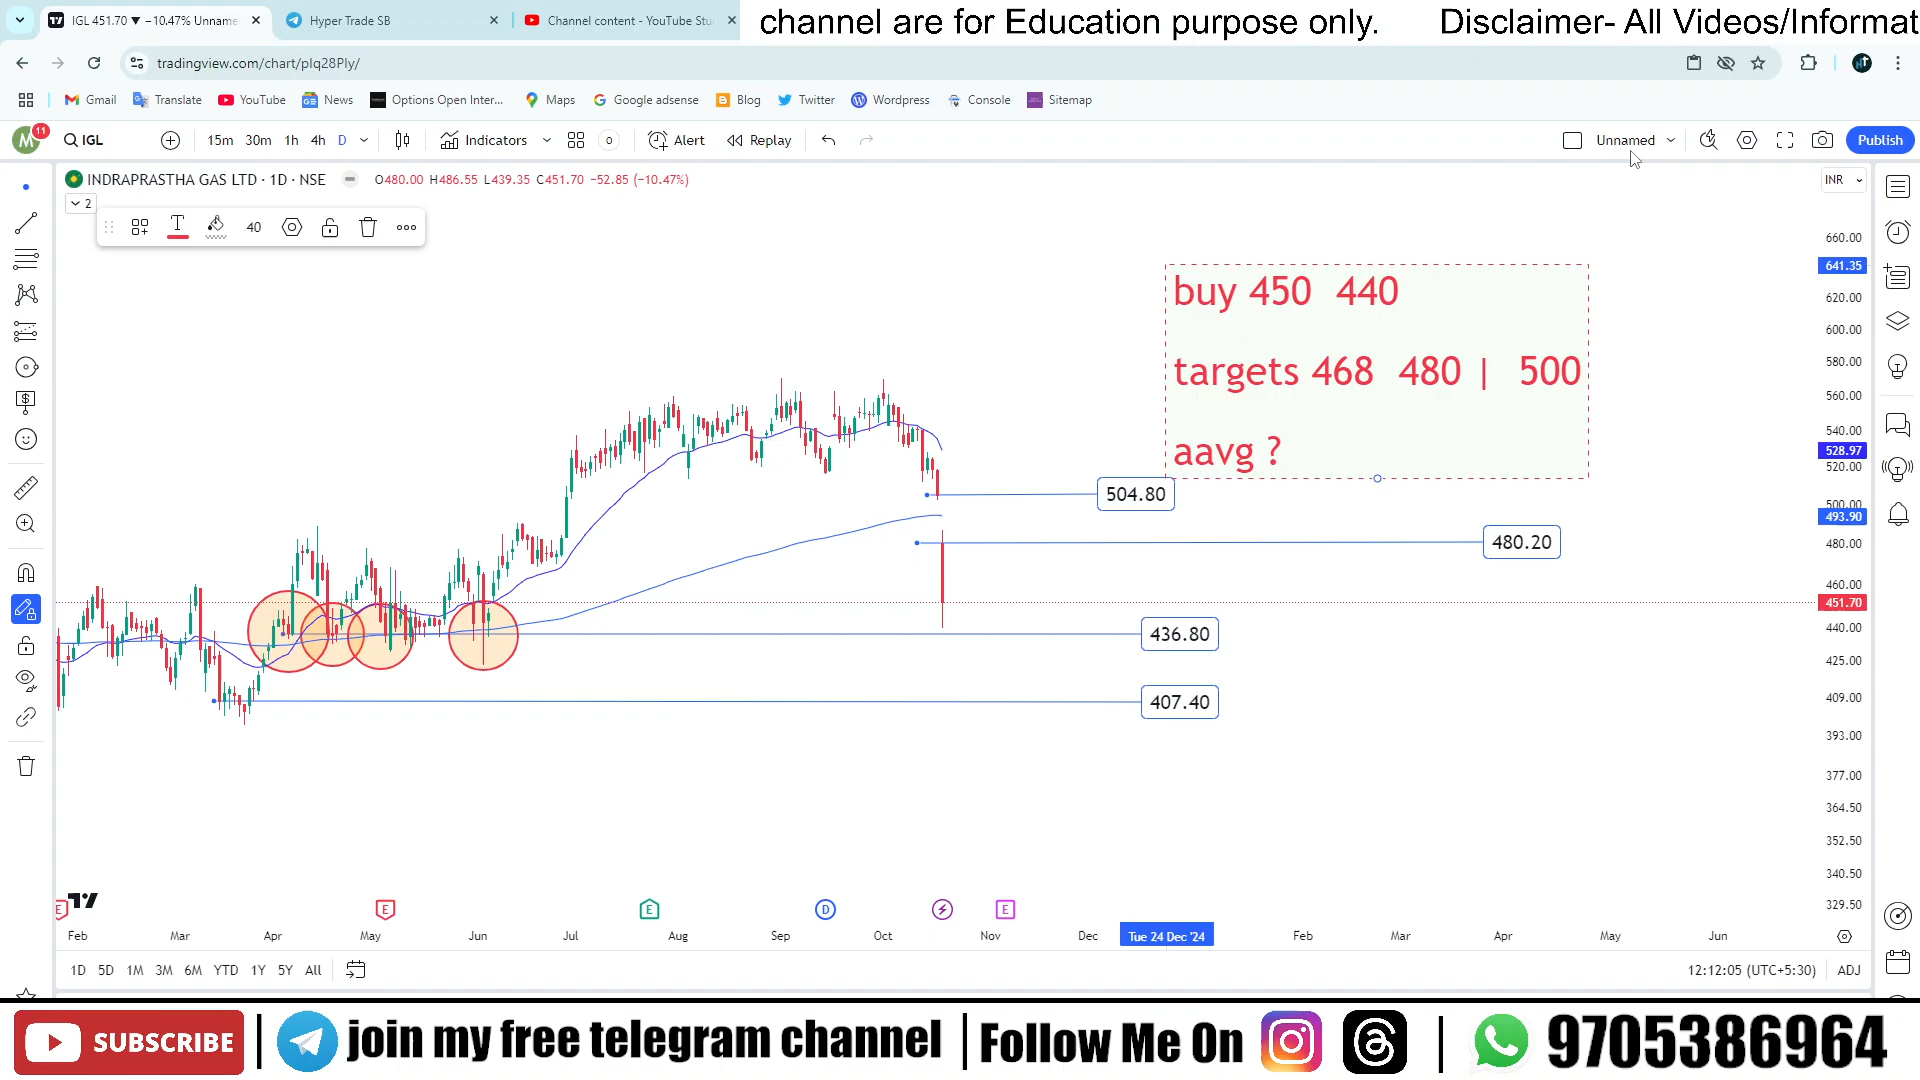 IGL 451.70 ▼ −10.47% Unname
Hyper Trade SB
Channel content - YouTube Stu
channel are for Education purpose only.
Disclaimer- All Videos/Informat
tradingview.com/chart/pIq28Ply/
Gmail
Translate
YouTube
News
Options Open Inter...
Maps
Google adsense
Blog
Twitter
Wordpress
Console
Sitemap
M 11
IGL
15m 30m 1h 4h D
Indicators
Alert
Replay
Unnamed
Publish
INDRAPRASTHA GAS LTD · 1D · NSE
O480.00 H486.55 L439.35 C451.70 −52.85 (−10.47%)
INR
2
T
40
buy 450 440
targets 468 480 | 500
aavg ?
504.80
480.20
436.80
407.40
660.00
641.35
620.00
600.00
580.00
560.00
540.00
528.97
520.00
500.00
493.90
480.00
460.00
451.70
440.00
425.00
409.00
393.00
377.00
364.50
352.50
340.50
329.50
E E E D E
Feb Mar Apr May Jun Jul Aug Sep Oct Nov Dec Tue 24 Dec '24 Feb Mar Apr May Jun
1D 5D 1M 3M 6M YTD 1Y 5Y All
12:12:05 (UTC+5:30) ADJ
SUBSCRIBE | join my free telegram channel | Follow Me On | 9705386964